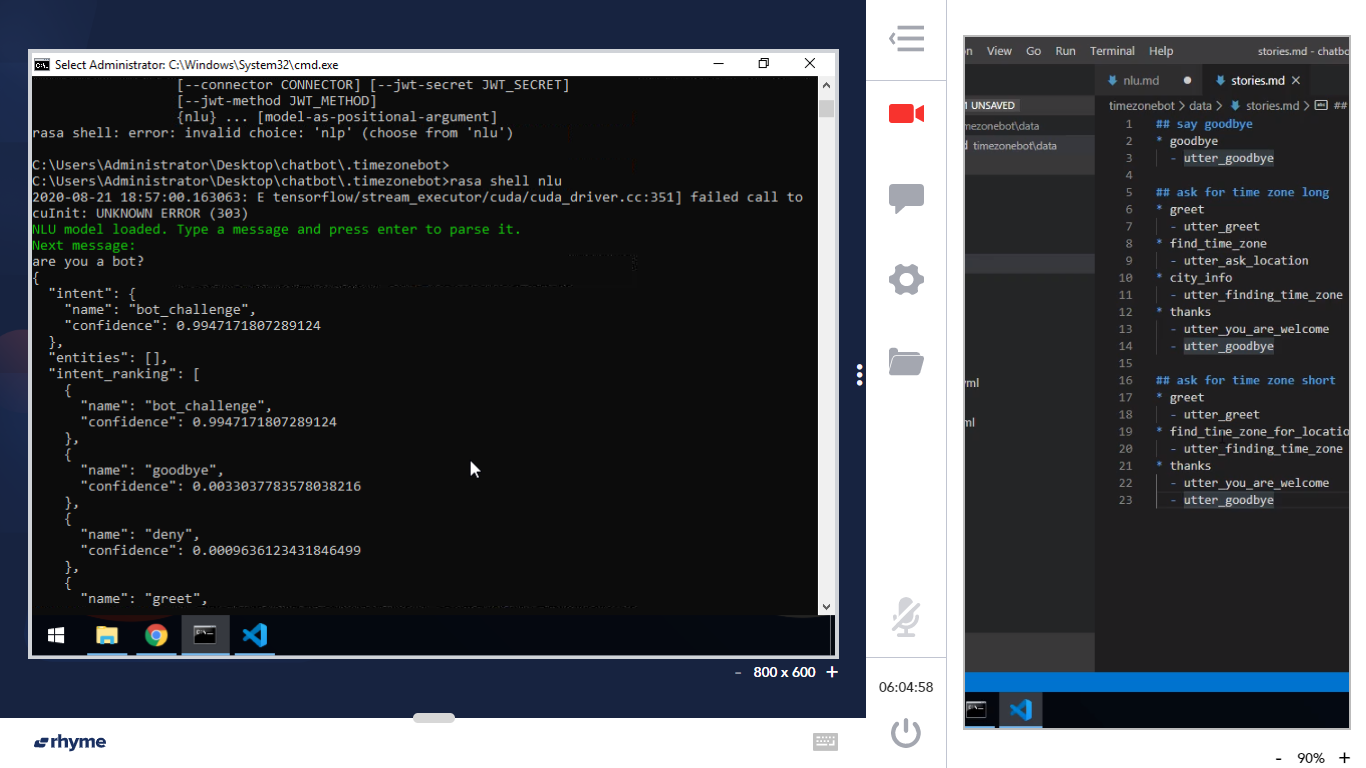 Select Administrator: C:\Windows\System32\cmd.exe
[--connector CONNECTOR] [--jwt-secret JWT_SECRET]
[--jwt-method JWT_METHOD]
{nlu} ... [model-as-positional-argument]
rasa shell: error: invalid choice: 'nlp' (choose from 'nlu')
C:\Users\Administrator\Desktop\chatbot\.timezonebot>
C:\Users\Administrator\Desktop\chatbot\.timezonebot>rasa shell nlu
2020-08-21 18:57:00.163063: E tensorflow/stream_executor/cuda/cuda_driver.cc:351] failed call to
cuInit: UNKNOWN ERROR (303)
NLU model loaded. Type a message and press enter to parse it.
Next message:
are you a bot?
{
"intent": {
"name": "bot_challenge",
"confidence": 0.9947171807289124
},
"entities": [],
"intent_ranking": [
{
"name": "bot_challenge",
"confidence": 0.9947171807289124
},
{
"name": "goodbye",
"confidence": 0.0033037783578038216
},
{
"name": "deny",
"confidence": 0.0009636123431846499
},
{
"name": "greet",
- 800 x 600 +
rhyme
06:04:58
on View Go Run Terminal Help stories.md - chatbo
nlu.md ● stories.md ×
1 UNSAVED
timezonebot > data > stories.md > ##
mezonebot\data
d timezonebot\data
ml
ml
1 ## say goodbye
2 * goodbye
3 - utter_goodbye
4
5 ## ask for time zone long
6 * greet
7 - utter_greet
8 * find_time_zone
9 - utter_ask_location
10 * city_info
11 - utter_finding_time_zone
12 * thanks
13 - utter_you_are_welcome
14 - utter_goodbye
15
16 ## ask for time zone short
17 * greet
18 - utter_greet
19 * find_time_zone_for_locatio
20 - utter_finding_time_zone
21 * thanks
22 - utter_you_are_welcome
23 - utter_goodbye
- 90% +